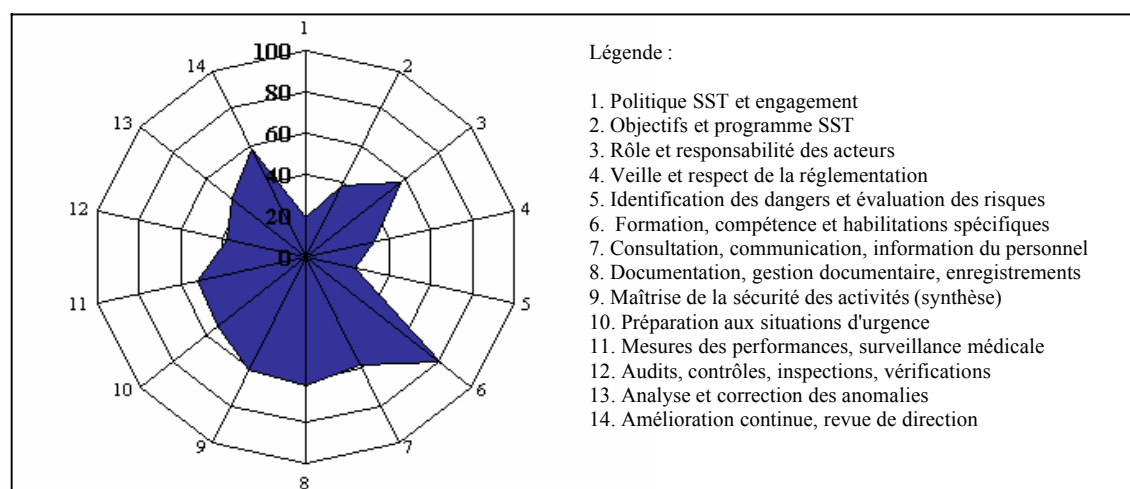 1
2
3
4
5
6
7
8
9
10
11
12
13
14
100
80
60
40
20
0
Légende :
1. Politique SST et engagement
2. Objectifs et programme SST
3. Rôle et responsabilité des acteurs
4. Veille et respect de la réglementation
5. Identification des dangers et évaluation des risques
6. Formation, compétence et habilitations spécifiques
7. Consultation, communication, information du personnel
8. Documentation, gestion documentaire, enregistrements
9. Maîtrise de la sécurité des activités (synthèse)
10. Préparation aux situations d'urgence
11. Mesures des performances, surveillance médicale
12. Audits, contrôles, inspections, vérifications
13. Analyse et correction des anomalies
14. Amélioration continue, revue de direction